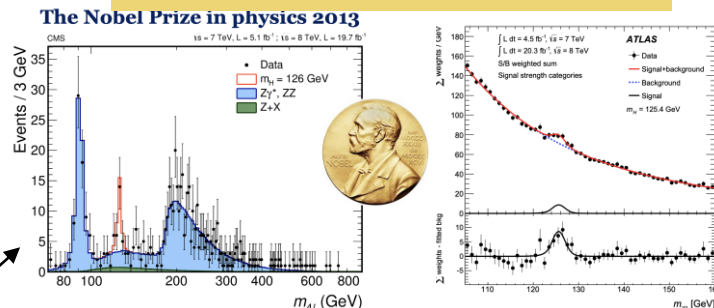 The Nobel Prize in physics 2013
CMS
√s = 7 TeV, L = 5.1 fb⁻¹ ; √s = 8 TeV, L = 19.7 fb⁻¹
Events / 3 GeV
35
30
25
20
15
10
5
0
Data
m_H = 126 GeV
Zγ*, ZZ
Z+X
80 100 200 300 400 600 800
(GeV)
Σ weights / GeV
180
160
140
120
100
80
60
40
20
0
∫ L dt = 4.5 fb⁻¹, √s = 7 TeV
∫ L dt = 20.3 fb⁻¹, √s = 8 TeV
S/B weighted sum
Signal strength categories
ATLAS
Data
Signal+background
Background
Signal
m_H = 125.4 GeV
Σ weights - fitted bkg
10
5
0
-5
110 120 130 140 150
[GeV]